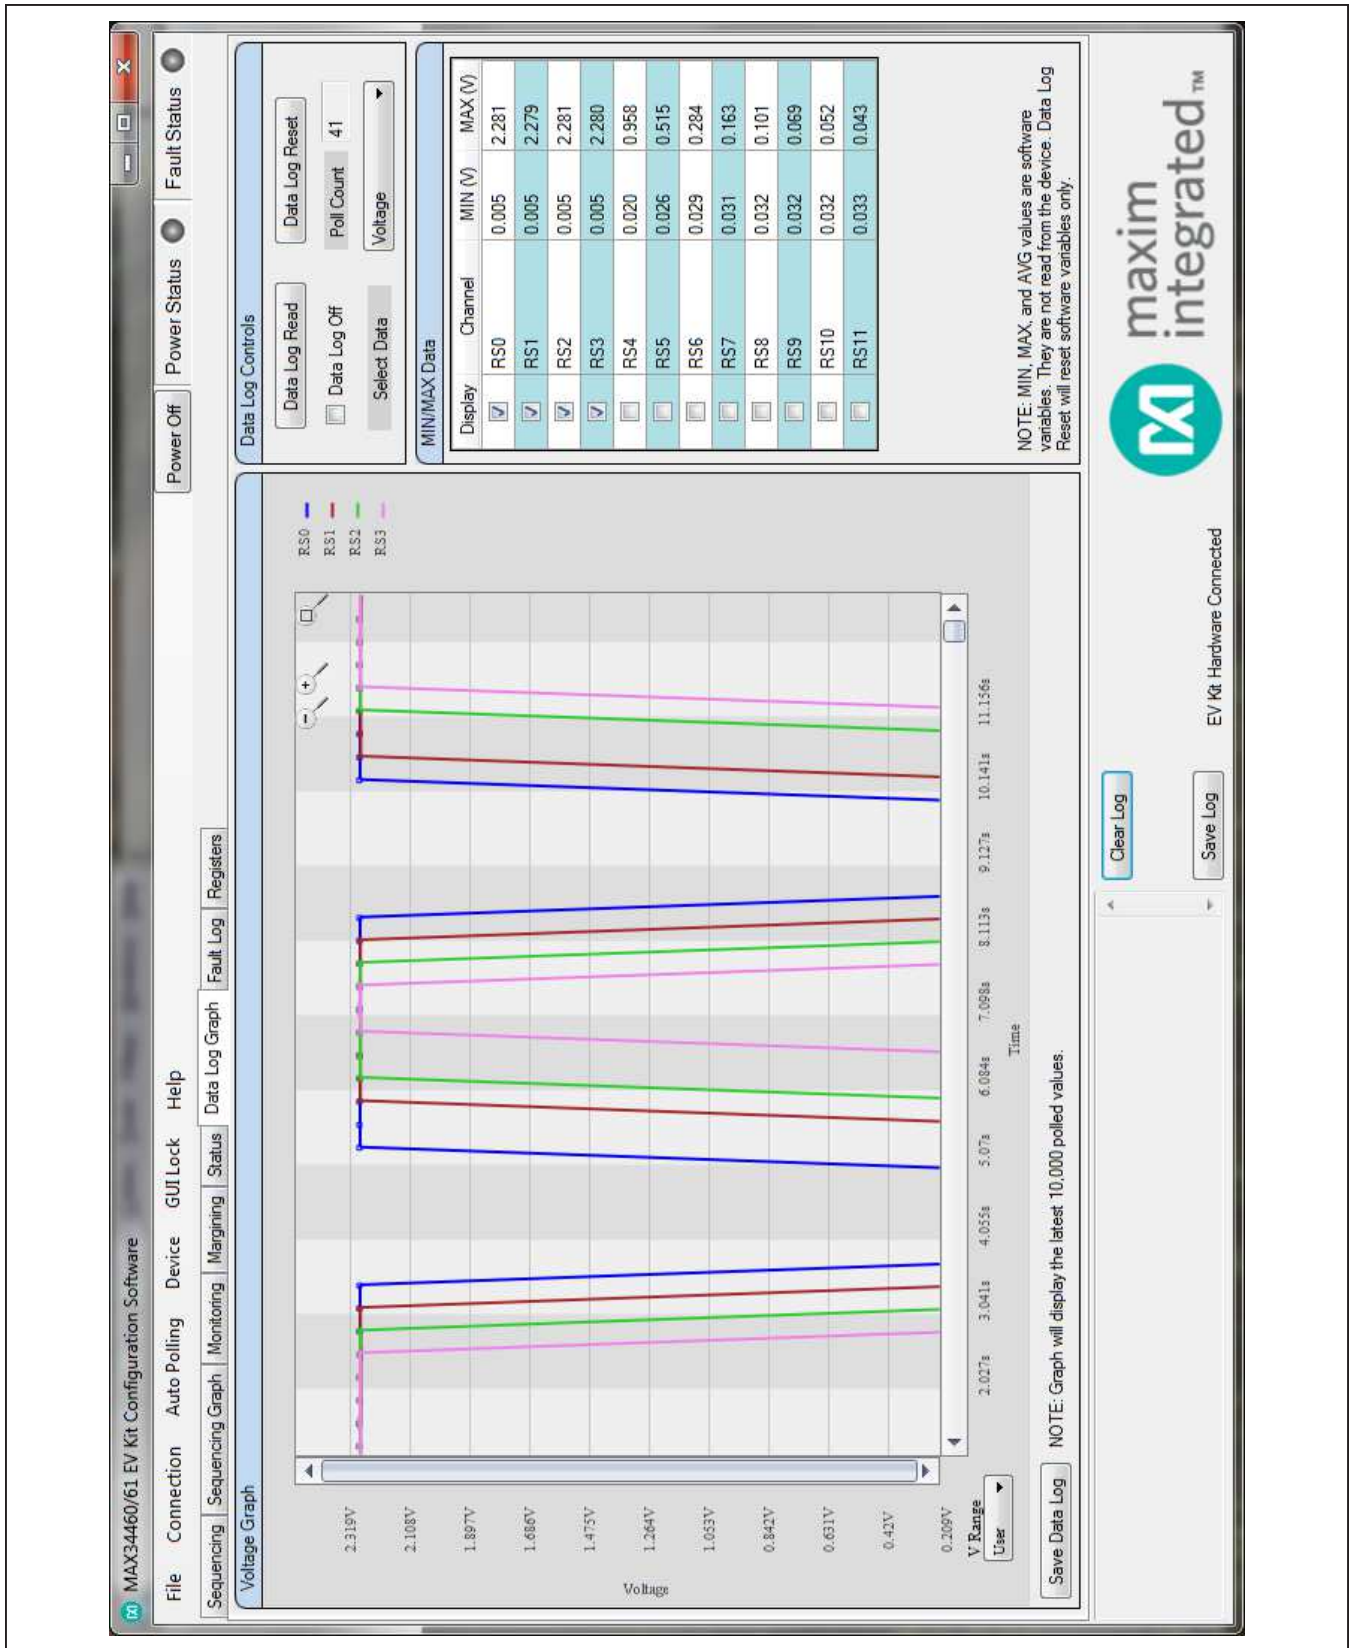 MAX34460/61 EV Kit Configuration Software
File Connection Auto Polling Device GUI Lock Help
Power Off Power Status Fault Status
Sequencing Sequencing Graph Monitoring Margining Status Data Log Graph Fault Log Registers
Voltage Graph
2.319V
2.108V
1.897V
1.686V
1.475V
1.264V
1.053V
0.842V
0.631V
0.42V
0.209V
Voltage
V Range
User
2.027s 3.041s 4.055s 5.07s 6.084s 7.098s 8.113s 9.127s 10.141s 11.156s
Time
RS0
RS1
RS2
RS3
Save Data Log NOTE: Graph will display the latest 10,000 polled values.
Data Log Controls
Data Log Read Data Log Reset
Data Log Off Poll Count 41
Select Data Voltage
MIN/MAX Data
Display Channel MIN (V) MAX (V)
RS0 0.005 2.281
RS1 0.005 2.279
RS2 0.005 2.281
RS3 0.005 2.280
RS4 0.020 0.958
RS5 0.026 0.515
RS6 0.029 0.284
RS7 0.031 0.163
RS8 0.032 0.101
RS9 0.032 0.069
RS10 0.032 0.052
RS11 0.033 0.043
NOTE: MIN, MAX, and AVG values are software
variables. They are not read from the device. Data Log
Reset will reset software variables only.
Clear Log
Save Log
EV Kit Hardware Connected
maxim
integrated™